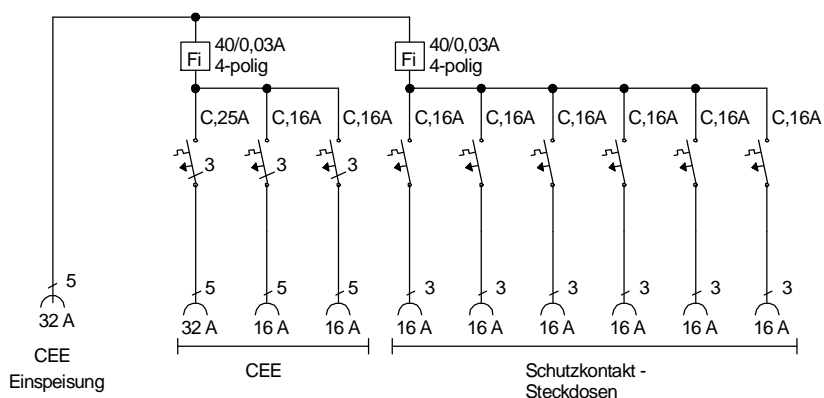 40/0,03A
Fi
4-polig
40/0,03A
Fi
4-polig
C,25A C,16A C,16A C,16A C,16A C,16A C,16A C,16A C,16A
3 3 3
5 5 5 5 3 3 3 3 3 3
32 A 32 A 16 A 16 A 16 A 16 A 16 A 16 A 16 A 16 A
CEE
Einspeisung
CEE
Schutzkontakt -
Steckdosen